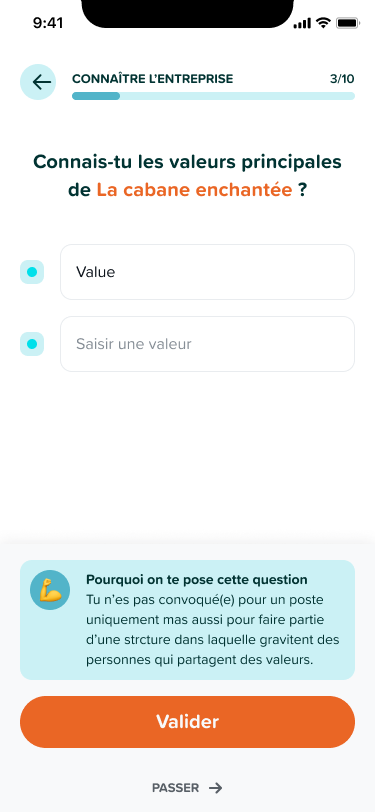 9:41
CONNAÎTRE L’ENTREPRISE 3/10
Connais-tu les valeurs principales
de La cabane enchantée ?
Value
Saisir une valeur
Pourquoi on te pose cette question
Tu n’es pas convoqué(e) pour un poste
uniquement mais aussi pour faire partie
d’une strcture dans laquelle gravitent des
personnes qui partagent des valeurs.
Valider
PASSER